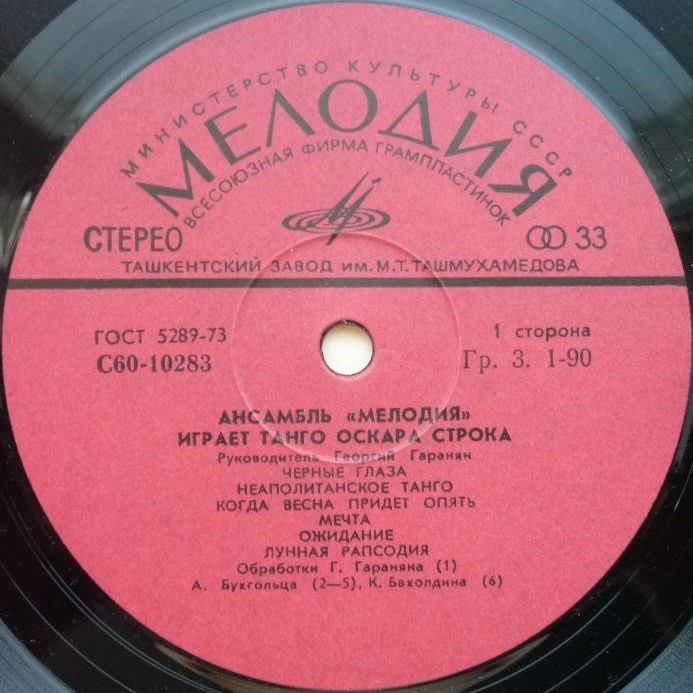 МИНИСТЕРСТВО КУЛЬТУРЫ СССР
МЕЛОДИЯ
ВСЕСОЮЗНАЯ ФИРМА ГРАМПЛАСТИНОК
СТЕРЕО 33
ТАШКЕНТСКИЙ ЗАВОД ИМ. М.Т. ТАШМУХАМЕДОВА
ГОСТ 5289-73 1 сторона
С60-10283 Гр. 3. 1-90
АНСАМБЛЬ «МЕЛОДИЯ»
ИГРАЕТ ТАНГО ОСКАРА СТРОКА
Руководитель Георгий Гаранян
ЧЕРНЫЕ ГЛАЗА
НЕАПОЛИТАНСКОЕ ТАНГО
КОГДА ВЕСНА ПРИДЕТ ОПЯТЬ
МЕЧТА
ОЖИДАНИЕ
ЛУННАЯ РАПСОДИЯ
Обработки Г. Гараняна (1)
А. Бухгольца (2—5), К. Бахолдина (6)